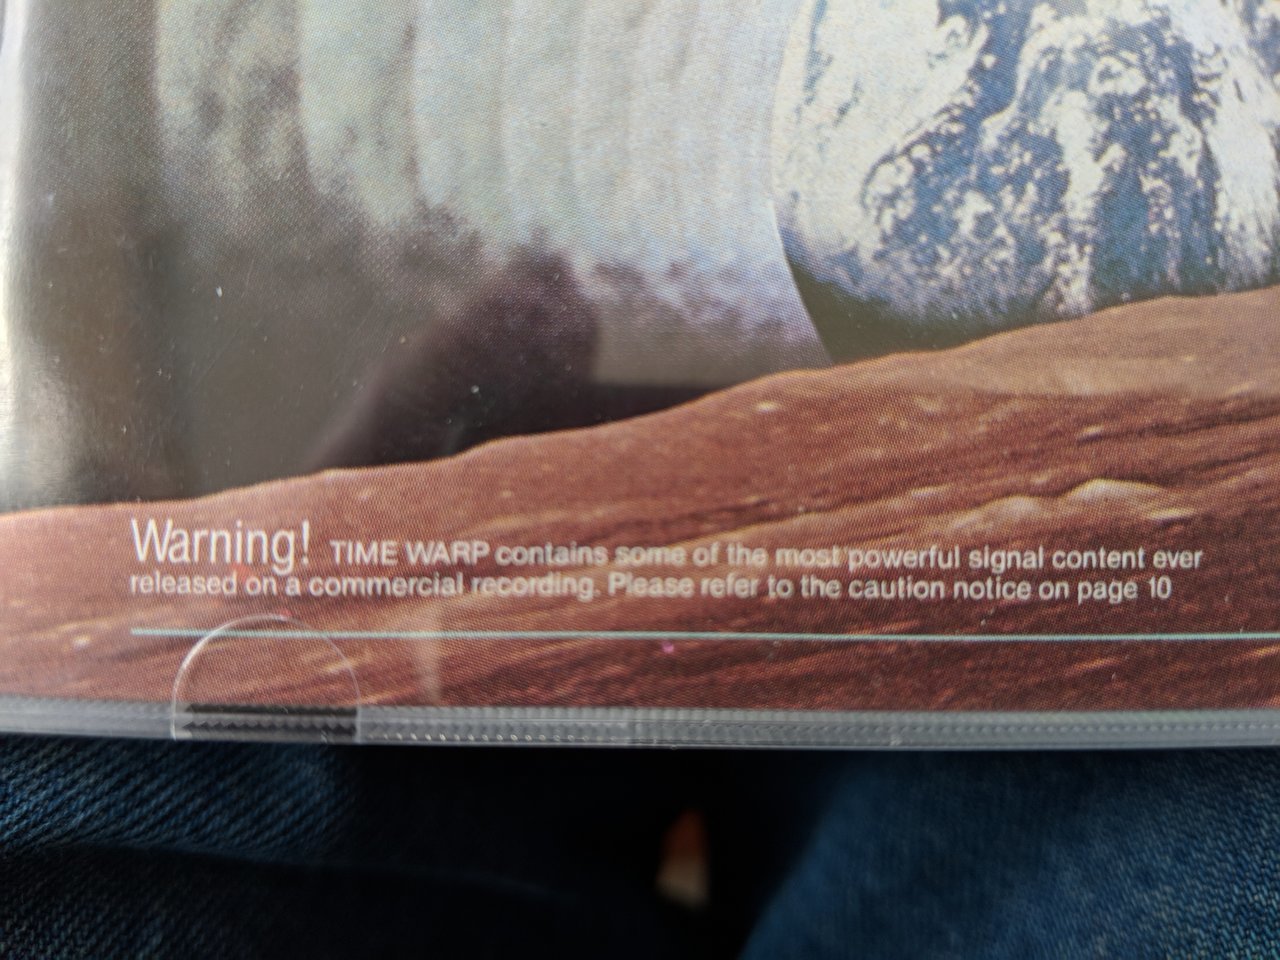 Warning! TIME WARP contains some of the most powerful signal content ever
released on a commercial recording. Please refer to the caution notice on page 10